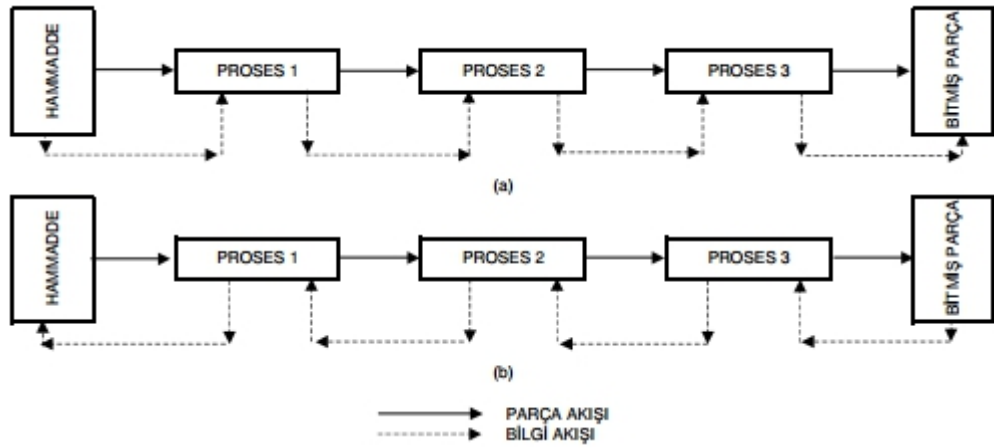 HAMMADDE
PROSES 1
PROSES 2
PROSES 3
BİTMİŞ PARÇA
(a)
HAMMADDE
PROSES 1
PROSES 2
PROSES 3
BİTMİŞ PARÇA
(b)
PARÇA AKIŞI
BİLGİ AKIŞI